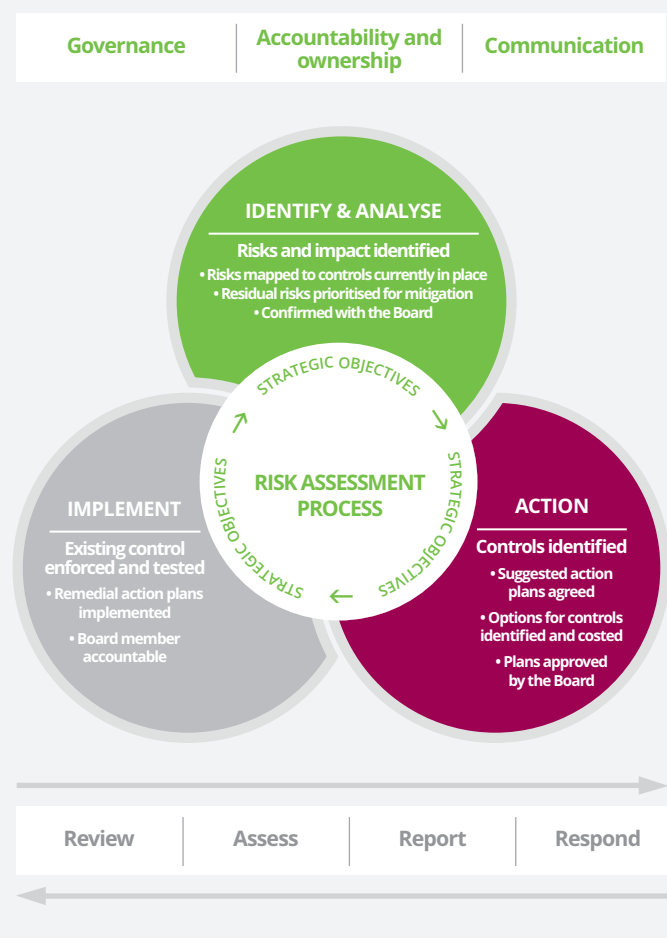 Governance
Accountability and
ownership
Communication
IDENTIFY & ANALYSE
Risks and impact identified
• Risks mapped to controls currently in place
• Residual risks prioritised for mitigation
• Confirmed with the Board
STRATEGIC OBJECTIVES
STRATEGIC OBJECTIVES
STRATEGIC OBJECTIVES
STRATEGIC OBJECTIVES
RISK ASSESSMENT
PROCESS
IMPLEMENT
Existing control
enforced and tested
• Remedial action plans
implemented
• Board member
accountable
ACTION
Controls identified
• Suggested action
plans agreed
• Options for controls
identified and costed
• Plans approved
by the Board
Review
Assess
Report
Respond